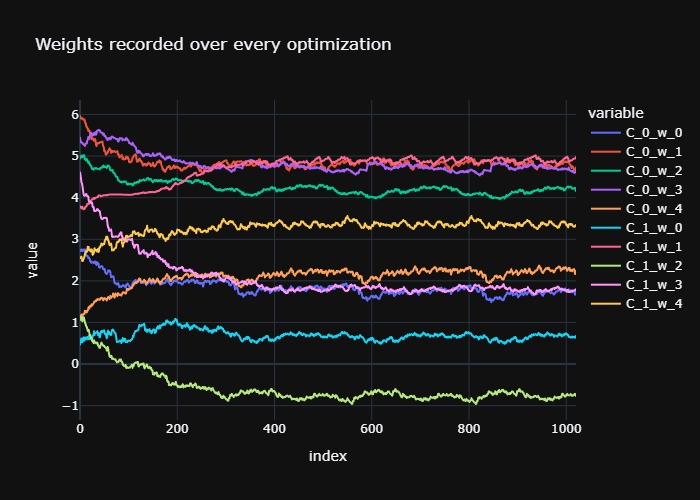 Weights recorded over every optimization
variable
C_0_w_0
C_0_w_1
C_0_w_2
C_0_w_3
C_0_w_4
C_1_w_0
C_1_w_1
C_1_w_2
C_1_w_3
C_1_w_4
value
6
5
4
3
2
1
0
−1
0 200 400 600 800 1000
index